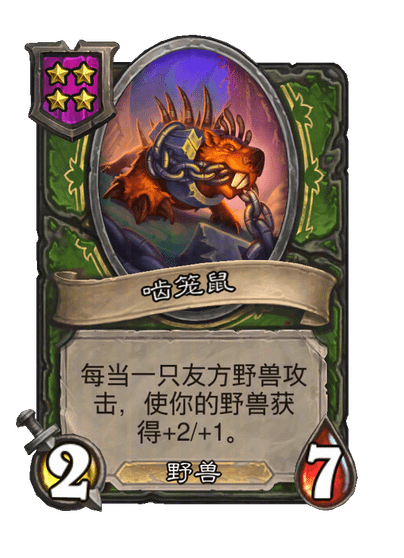 啮笼鼠
每当一只友方野兽攻
击，使你的野兽获
得+2/+1。
2
野兽
7